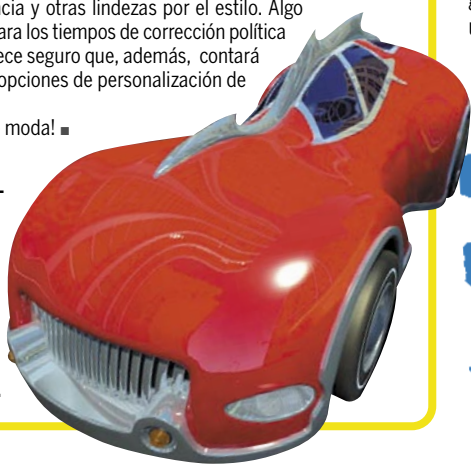 cia y otras lindezas por el estilo. Algo
ara los tiempos de corrección política
ece seguro que, además, contará
opciones de personalización de
moda! ■